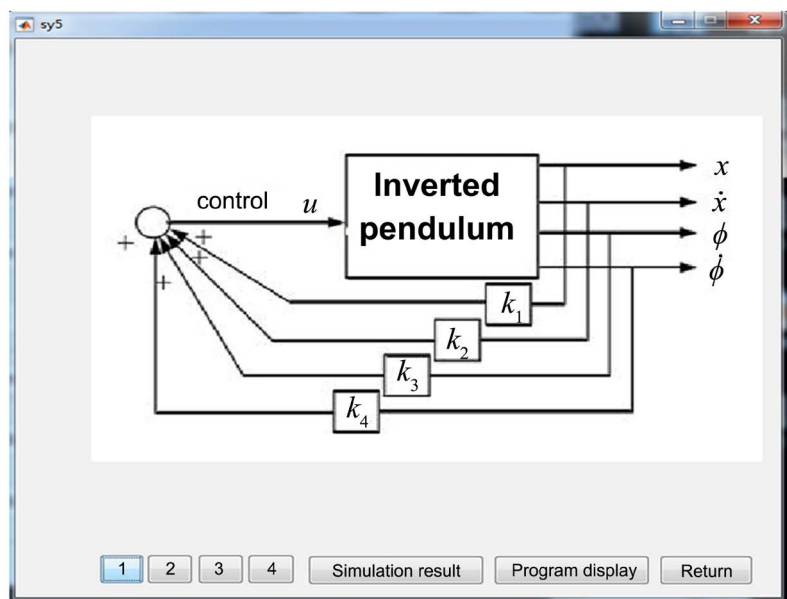 sy5
Inverted
pendulum
control u
x
ẋ
ϕ
ϕ̇
+
+
+
+
k₁
k₂
k₃
k₄
1 2 3 4 Simulation result Program display Return